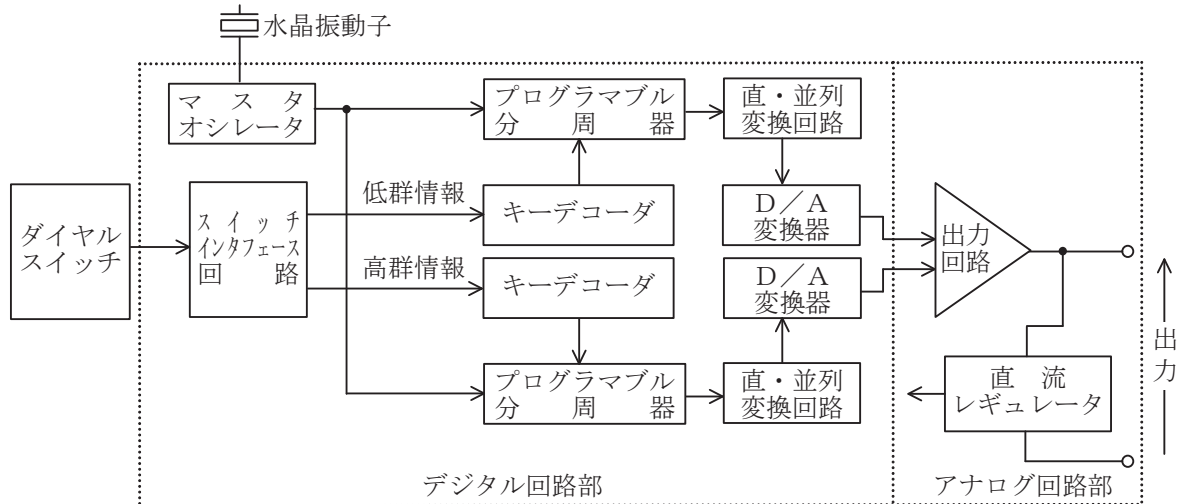 水晶振動子
マスタ
オシレータ
プログラマブル
分周器
直・並列
変換回路
ダイヤル
スイッチ
スイッチ
インタフェース
回路
低群情報
キーデコーダ
D/A
変換器
高群情報
キーデコーダ
D/A
変換器
出力
回路
プログラマブル
分周器
直・並列
変換回路
直流
レギュレータ
出力
デジタル回路部
アナログ回路部